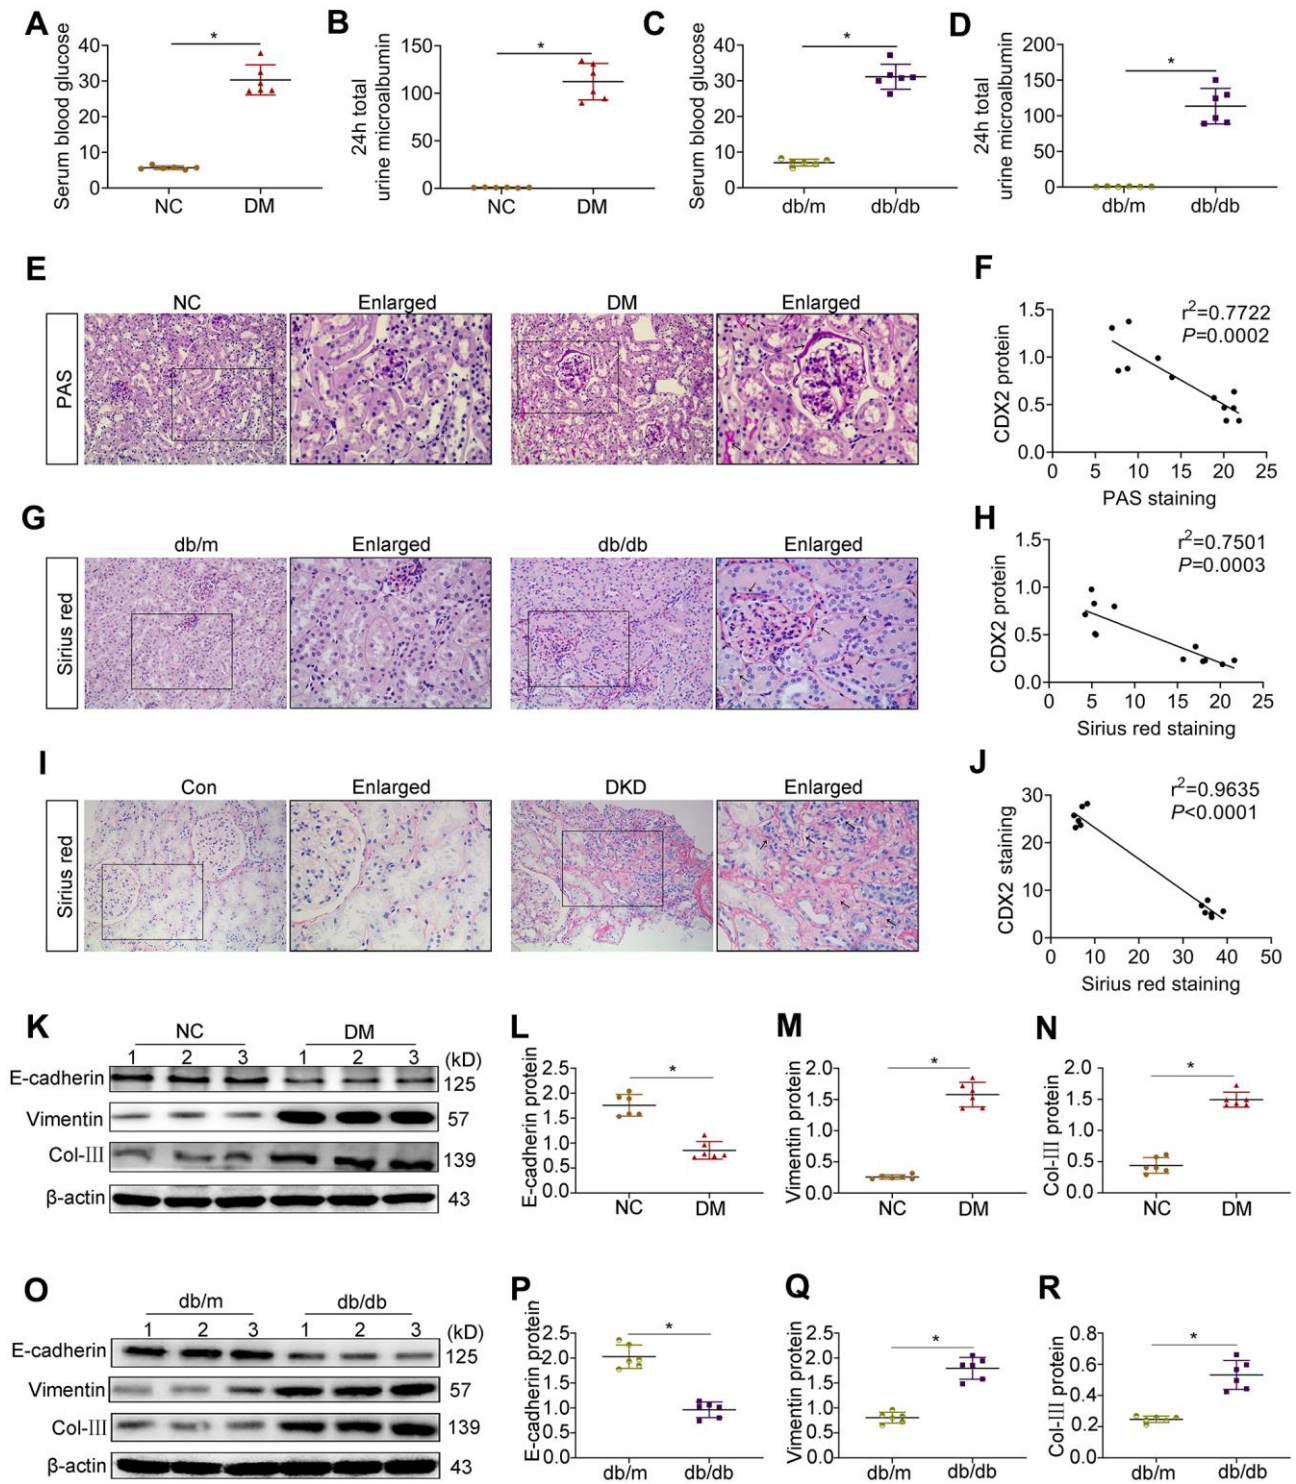 A
Serum blood glucose
40
30
20
10
0
NC
DM
*
B
24h total
urine microalbumin
150
100
50
0
NC
DM
*
C
Serum blood glucose
40
30
20
10
0
db/m
db/db
*
D
24h total
urine microalbumin
200
150
100
50
0
db/m
db/db
*
E
NC
Enlarged
DM
Enlarged
PAS
F
r²=0.7722
P=0.0002
CDX2 protein
1.5
1.0
0.5
0.0
0 5 10 15 20 25
PAS staining
G
db/m
Enlarged
db/db
Enlarged
Sirius red
H
r²=0.7501
P=0.0003
CDX2 protein
1.5
1.0
0.5
0.0
0 5 10 15 20 25
Sirius red staining
I
Con
Enlarged
DKD
Enlarged
Sirius red
J
r²=0.9635
P<0.0001
CDX2 staining
30
20
10
0
0 10 20 30 40 50
Sirius red staining
K
NC
DM
1 2 3 1 2 3 (kD)
E-cadherin 125
Vimentin 57
Col-III 139
β-actin 43
L
E-cadherin protein
2.5
2.0
1.5
1.0
0.5
0.0
NC
DM
*
M
Vimentin protein
2.0
1.5
1.0
0.5
0.0
NC
DM
*
N
Col-III protein
2.0
1.5
1.0
0.5
0.0
NC
DM
*
O
db/m
db/db
1 2 3 1 2 3 (kD)
E-cadherin 125
Vimentin 57
Col-III 139
β-actin 43
P
E-cadherin protein
2.5
2.0
1.5
1.0
0.5
0.0
db/m
db/db
*
Q
Vimentin protein
2.5
2.0
1.5
1.0
0.5
0.0
db/m
db/db
*
R
Col-III protein
0.8
0.6
0.4
0.2
0.0
db/m
db/db
*